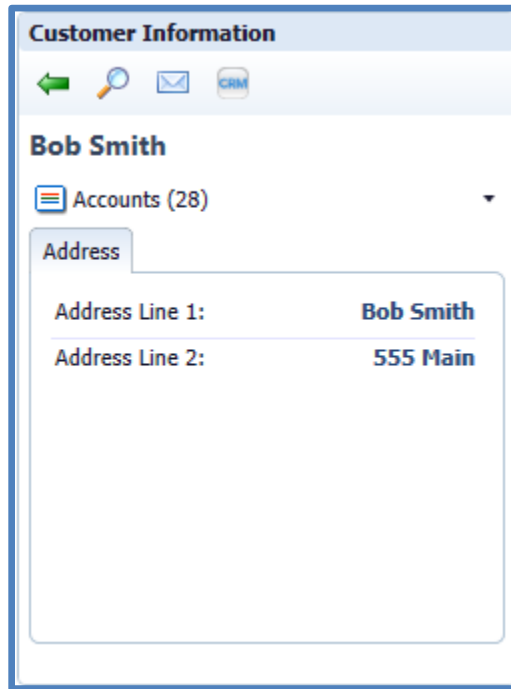 Customer Information
CRM
Bob Smith
Accounts (28)
Address
Address Line 1: Bob Smith
Address Line 2: 555 Main